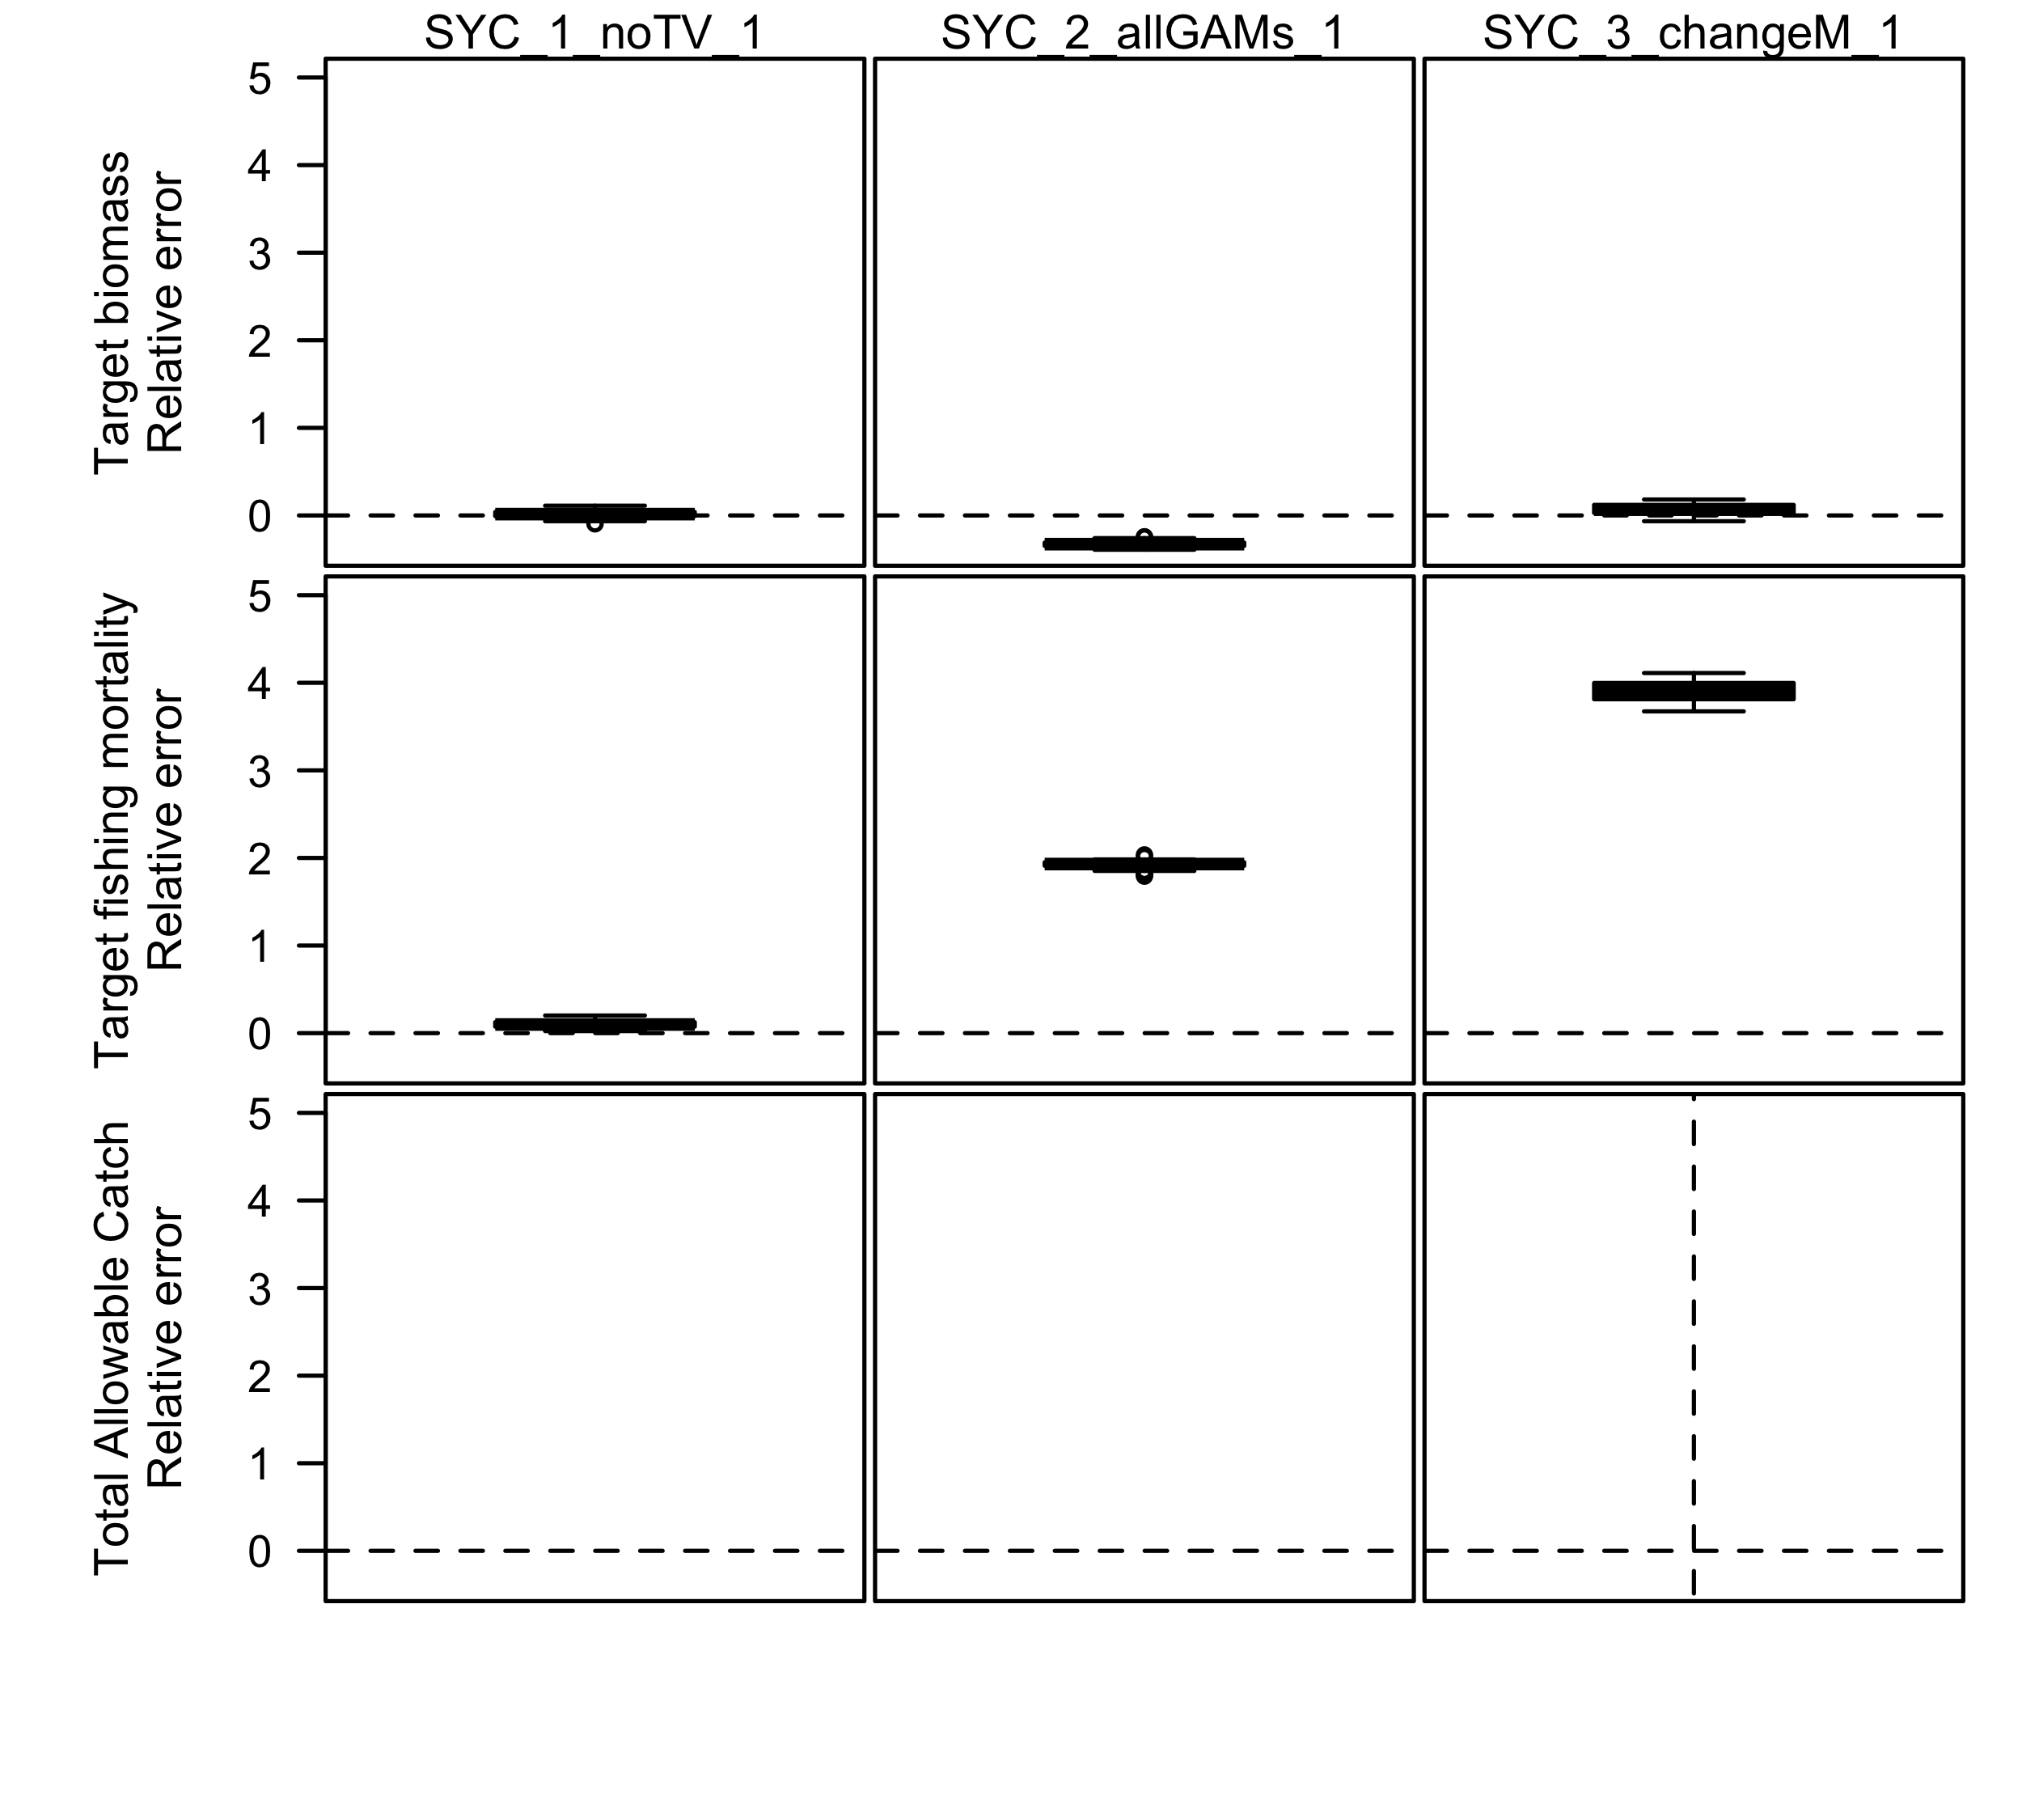 SYC_1_noTV_1
SYC_2_allGAMs_1
SYC_3_changeM_1
Target biomass
Relative error
5
4
3
2
1
0
Target fishing mortality
Relative error
5
4
3
2
1
0
Total Allowable Catch
Relative error
5
4
3
2
1
0